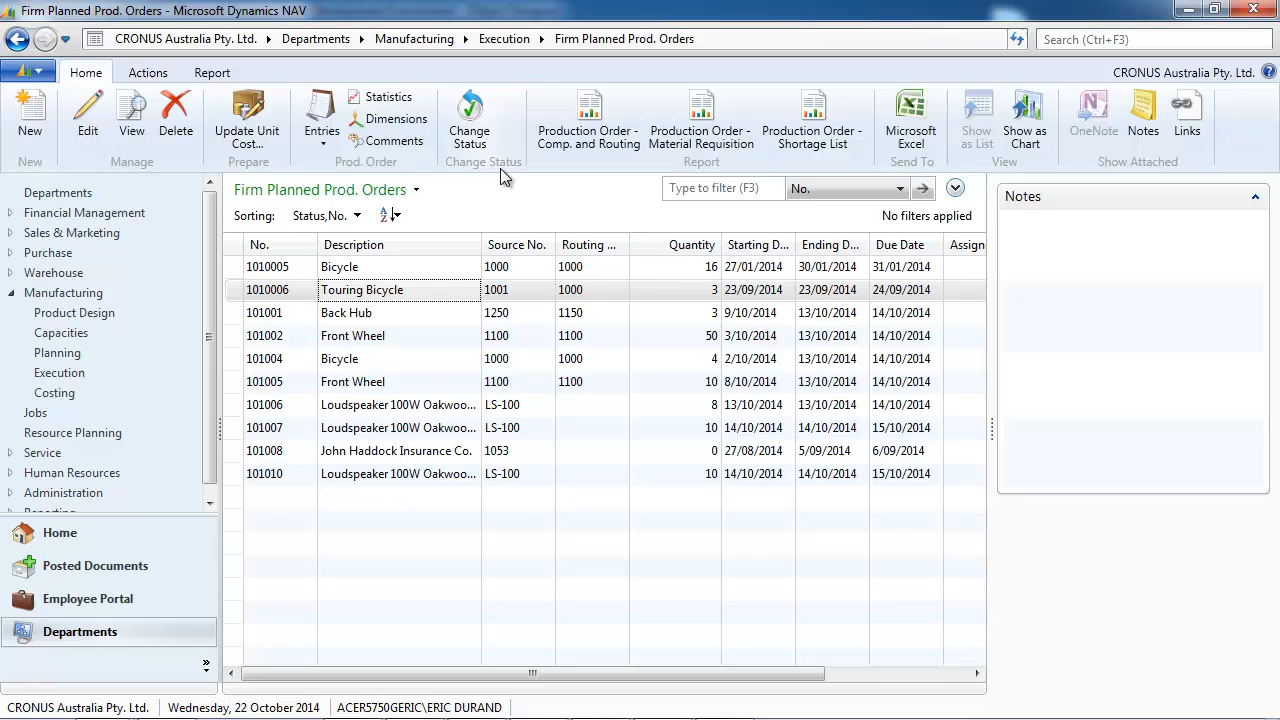 Firm Planned Prod. Orders - Microsoft Dynamics NAV
CRONUS Australia Pty. Ltd. Departments Manufacturing Execution Firm Planned Prod. Orders
Search (Ctrl+F3)
Home Actions Report
CRONUS Australia Pty. Ltd.
New
Edit
View
Delete
Update Unit Cost...
Entries
Statistics
Dimensions
Comments
Change Status
Production Order - Comp. and Routing
Production Order - Material Requisition
Production Order - Shortage List
Microsoft Excel
Show as List
Show as Chart
OneNote
Notes
Links
New Manage Prepare Prod. Order Change Status Report Send To View Show Attached
Departments
Financial Management
Sales & Marketing
Purchase
Warehouse
Manufacturing
Product Design
Capacities
Planning
Execution
Costing
Jobs
Resource Planning
Service
Human Resources
Administration
Home
Posted Documents
Employee Portal
Departments
Firm Planned Prod. Orders
Type to filter (F3) No.
Sorting: Status,No. A Z
No filters applied
No. Description Source No. Routing ... Quantity Starting D... Ending D... Due Date Assign
1010005 Bicycle 1000 1000 16 27/01/2014 30/01/2014 31/01/2014
1010006 Touring Bicycle 1001 1000 3 23/09/2014 23/09/2014 24/09/2014
101001 Back Hub 1250 1150 3 9/10/2014 13/10/2014 14/10/2014
101002 Front Wheel 1100 1100 50 3/10/2014 13/10/2014 14/10/2014
101004 Bicycle 1000 1000 4 2/10/2014 13/10/2014 14/10/2014
101005 Front Wheel 1100 1100 10 8/10/2014 13/10/2014 14/10/2014
101006 Loudspeaker 100W Oakwoo... LS-100 8 13/10/2014 13/10/2014 14/10/2014
101007 Loudspeaker 100W Oakwoo... LS-100 10 14/10/2014 14/10/2014 15/10/2014
101008 John Haddock Insurance Co. 1053 0 27/08/2014 5/09/2014 6/09/2014
101010 Loudspeaker 100W Oakwoo... LS-100 10 14/10/2014 14/10/2014 15/10/2014
Notes
CRONUS Australia Pty. Ltd. Wednesday, 22 October 2014 ACER5750GERIC\ERIC DURAND